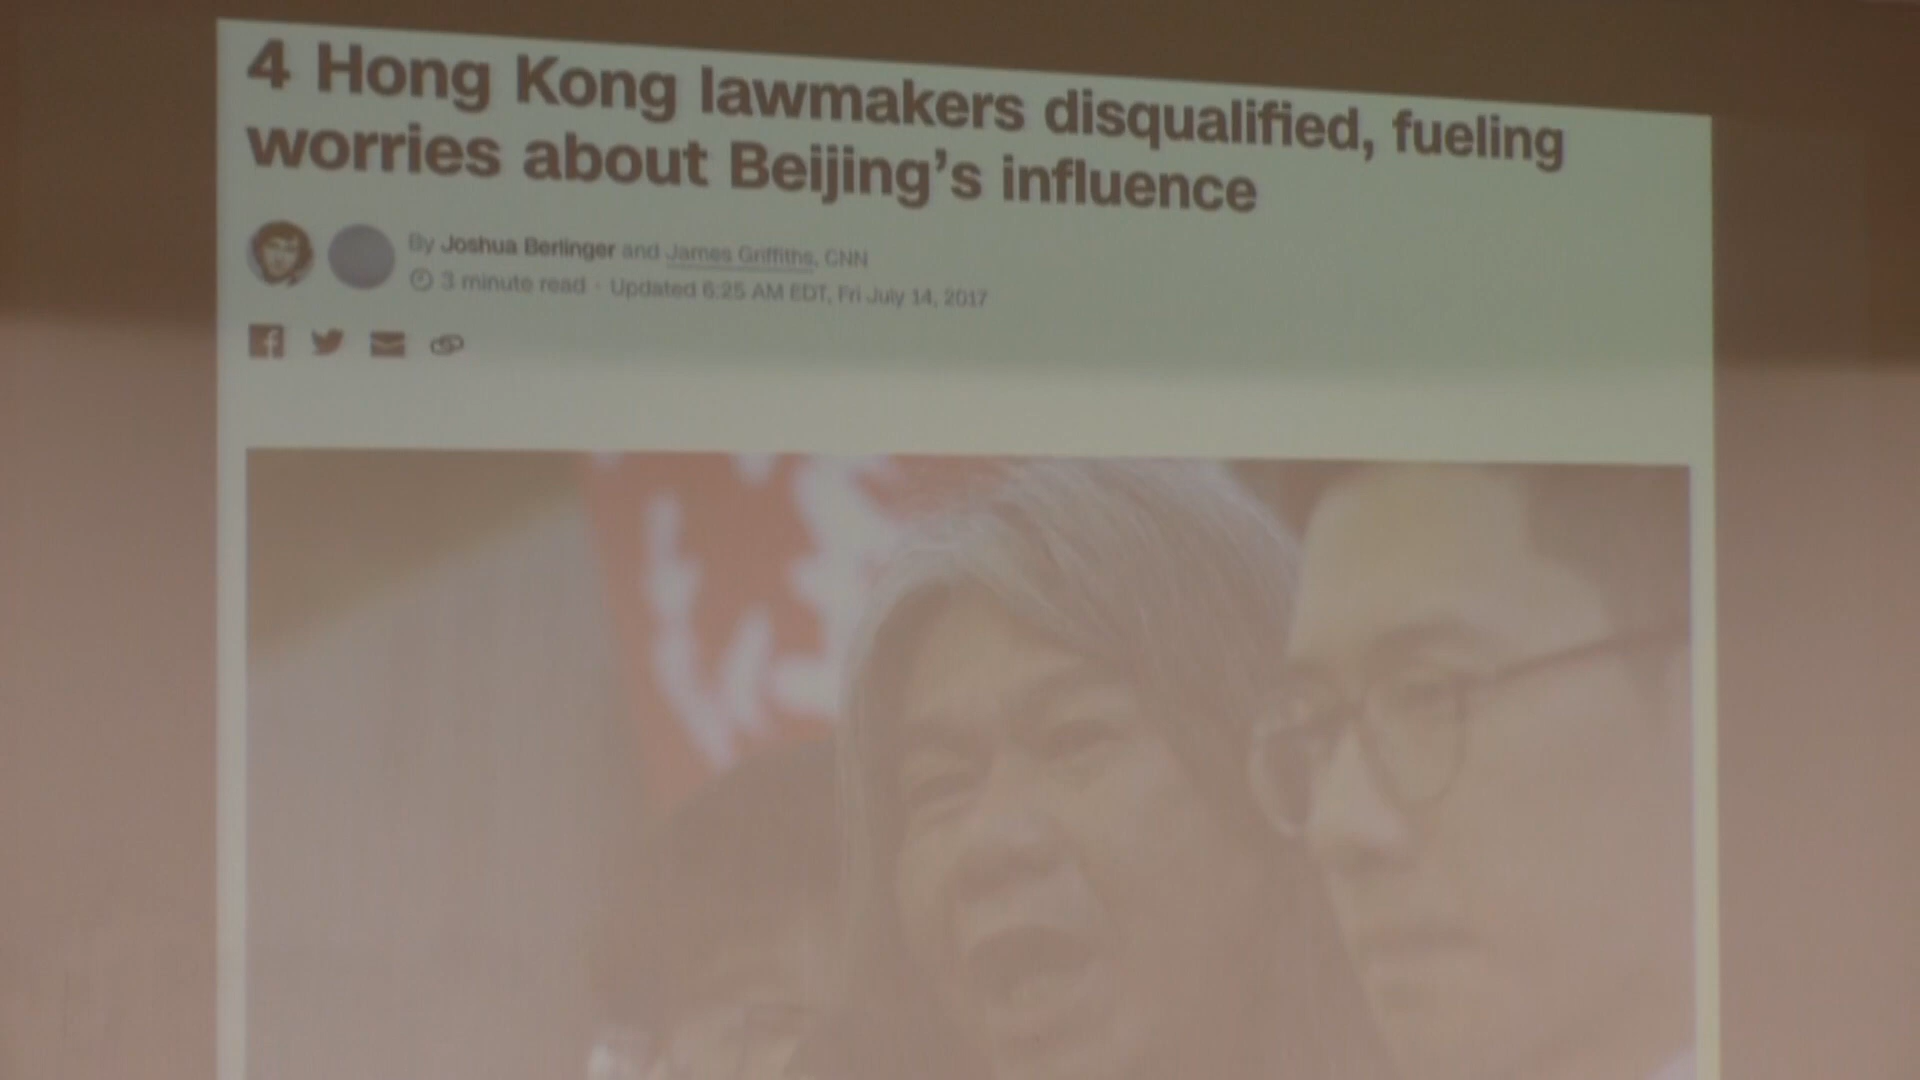 4 Hong Kong lawmakers disqualified, fueling
worries about Beijing’s influence
By Joshua Berlinger and James Griffiths, CNN
3 minute read · Updated 6:25 AM EDT, Fri July 14, 2017